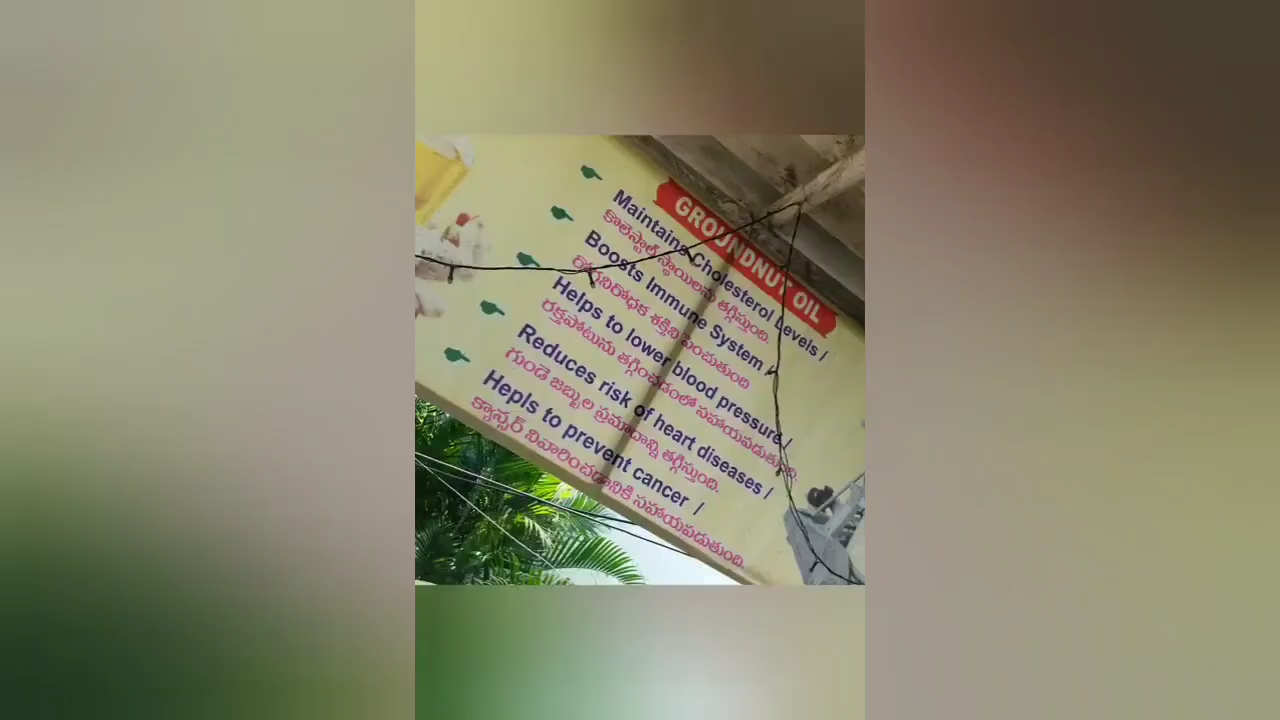 GROUNDNUT OIL
Maintains Cholesterol Levels /
కొలెస్ట్రాల్ స్థాయిలను తగ్గిస్తుంది.
Boosts Immune System /
రోగనిరోధక శక్తిని పెంచుతుంది
Helps to lower blood pressure /
రక్తపోటును తగ్గించడంలో సహాయపడుతుంది.
Reduces risk of heart diseases /
గుండె జబ్బుల ప్రమాదాన్ని తగ్గిస్తుంది.
Hepls to prevent cancer /
క్యాన్సర్ నివారించడానికి సహాయపడుతుంది.